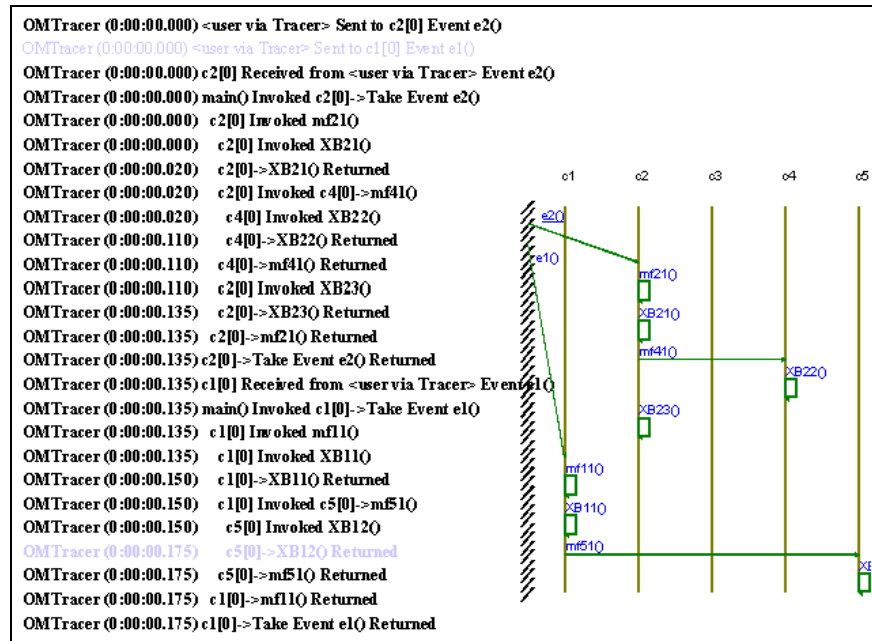 OMTracer (0:00:00.000) <user via Tracer> Sent to c2[0] Event e2()
OMTracer (0:00:00.000) <user via Tracer> Sent to c1[0] Event e1()
OMTracer (0:00:00.000) c2[0] Received from <user via Tracer> Event e2()
OMTracer (0:00:00.000) main() Invoked c2[0]->Take Event e2()
OMTracer (0:00:00.000) c2[0] Invoked mf21()
OMTracer (0:00:00.000) c2[0] Invoked XB21()
OMTracer (0:00:00.020) c2[0]->XB21() Returned
OMTracer (0:00:00.020) c2[0] Invoked c4[0]->mf41()
OMTracer (0:00:00.020) c4[0] Invoked XB22()
OMTracer (0:00:00.110) c4[0]->XB22() Returned
OMTracer (0:00:00.110) c4[0]->mf41() Returned
OMTracer (0:00:00.110) c2[0] Invoked XB23()
OMTracer (0:00:00.135) c2[0]->XB23() Returned
OMTracer (0:00:00.135) c2[0]->mf21() Returned
OMTracer (0:00:00.135) c2[0]->Take Event e2() Returned
OMTracer (0:00:00.135) c1[0] Received from <user via Tracer> Event e1()
OMTracer (0:00:00.135) main() Invoked c1[0]->Take Event e1()
OMTracer (0:00:00.135) c1[0] Invoked mf11()
OMTracer (0:00:00.135) c1[0] Invoked XB11()
OMTracer (0:00:00.150) c1[0]->XB11() Returned
OMTracer (0:00:00.150) c1[0] Invoked c5[0]->mf51()
OMTracer (0:00:00.150) c5[0] Invoked XB12()
OMTracer (0:00:00.175) c5[0]->XB12() Returned
OMTracer (0:00:00.175) c5[0]->mf51() Returned
OMTracer (0:00:00.175) c1[0]->mf11() Returned
OMTracer (0:00:00.175) c1[0]->Take Event e1() Returned
c1 c2 c3 c4 c5
e2()
e1()
mf21()
XB21()
mf41()
XB22()
XB23()
mf11()
XB11()
mf51()
XB